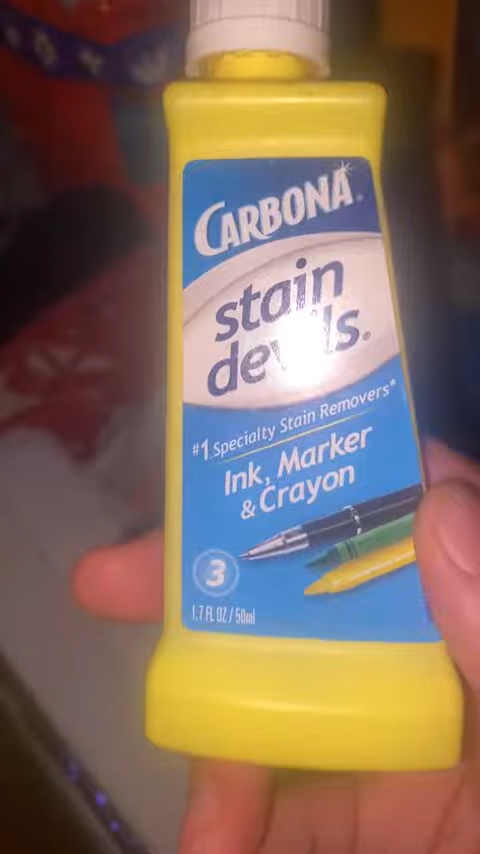 CARBONA®
stain
devils®
#1 Specialty Stain Removers*
Ink, Marker
& Crayon
3
1.7 FL OZ / 50ml